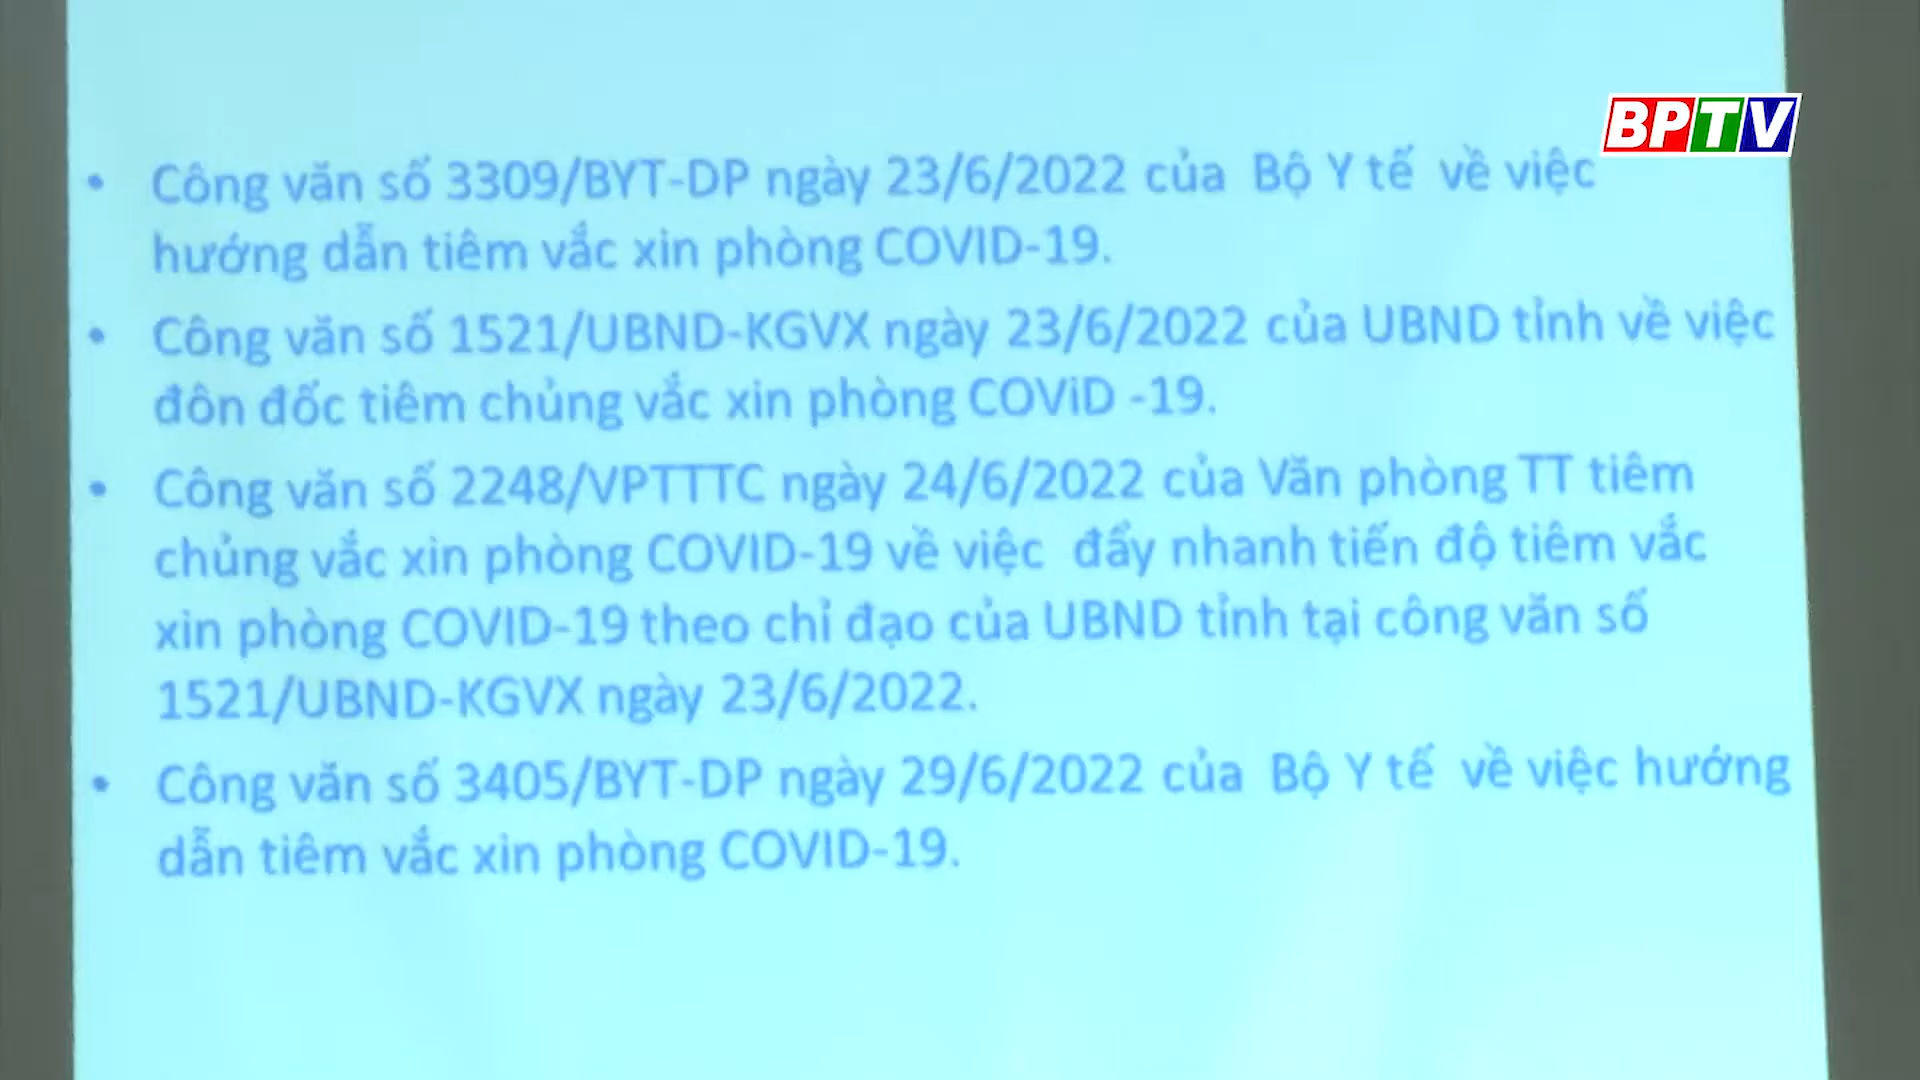 BPTV
• Công văn số 3309/BYT-DP ngày 23/6/2022 của Bộ Y tế về việc
hướng dẫn tiêm vắc xin phòng COVID-19.
• Công văn số 1521/UBND-KGVX ngày 23/6/2022 của UBND tỉnh về việc
đôn đốc tiêm chủng vắc xin phòng COViD -19.
• Công văn số 2248/VPTTTC ngày 24/6/2022 của Văn phòng TT tiêm
chủng vắc xin phòng COVID-19 về việc đẩy nhanh tiến độ tiêm vắc
xin phòng COVID-19 theo chỉ đạo của UBND tỉnh tại công văn số
1521/UBND-KGVX ngày 23/6/2022.
• Công văn số 3405/BYT-DP ngày 29/6/2022 của Bộ Y tế về việc hướng
dẫn tiêm vắc xin phòng COVID-19.